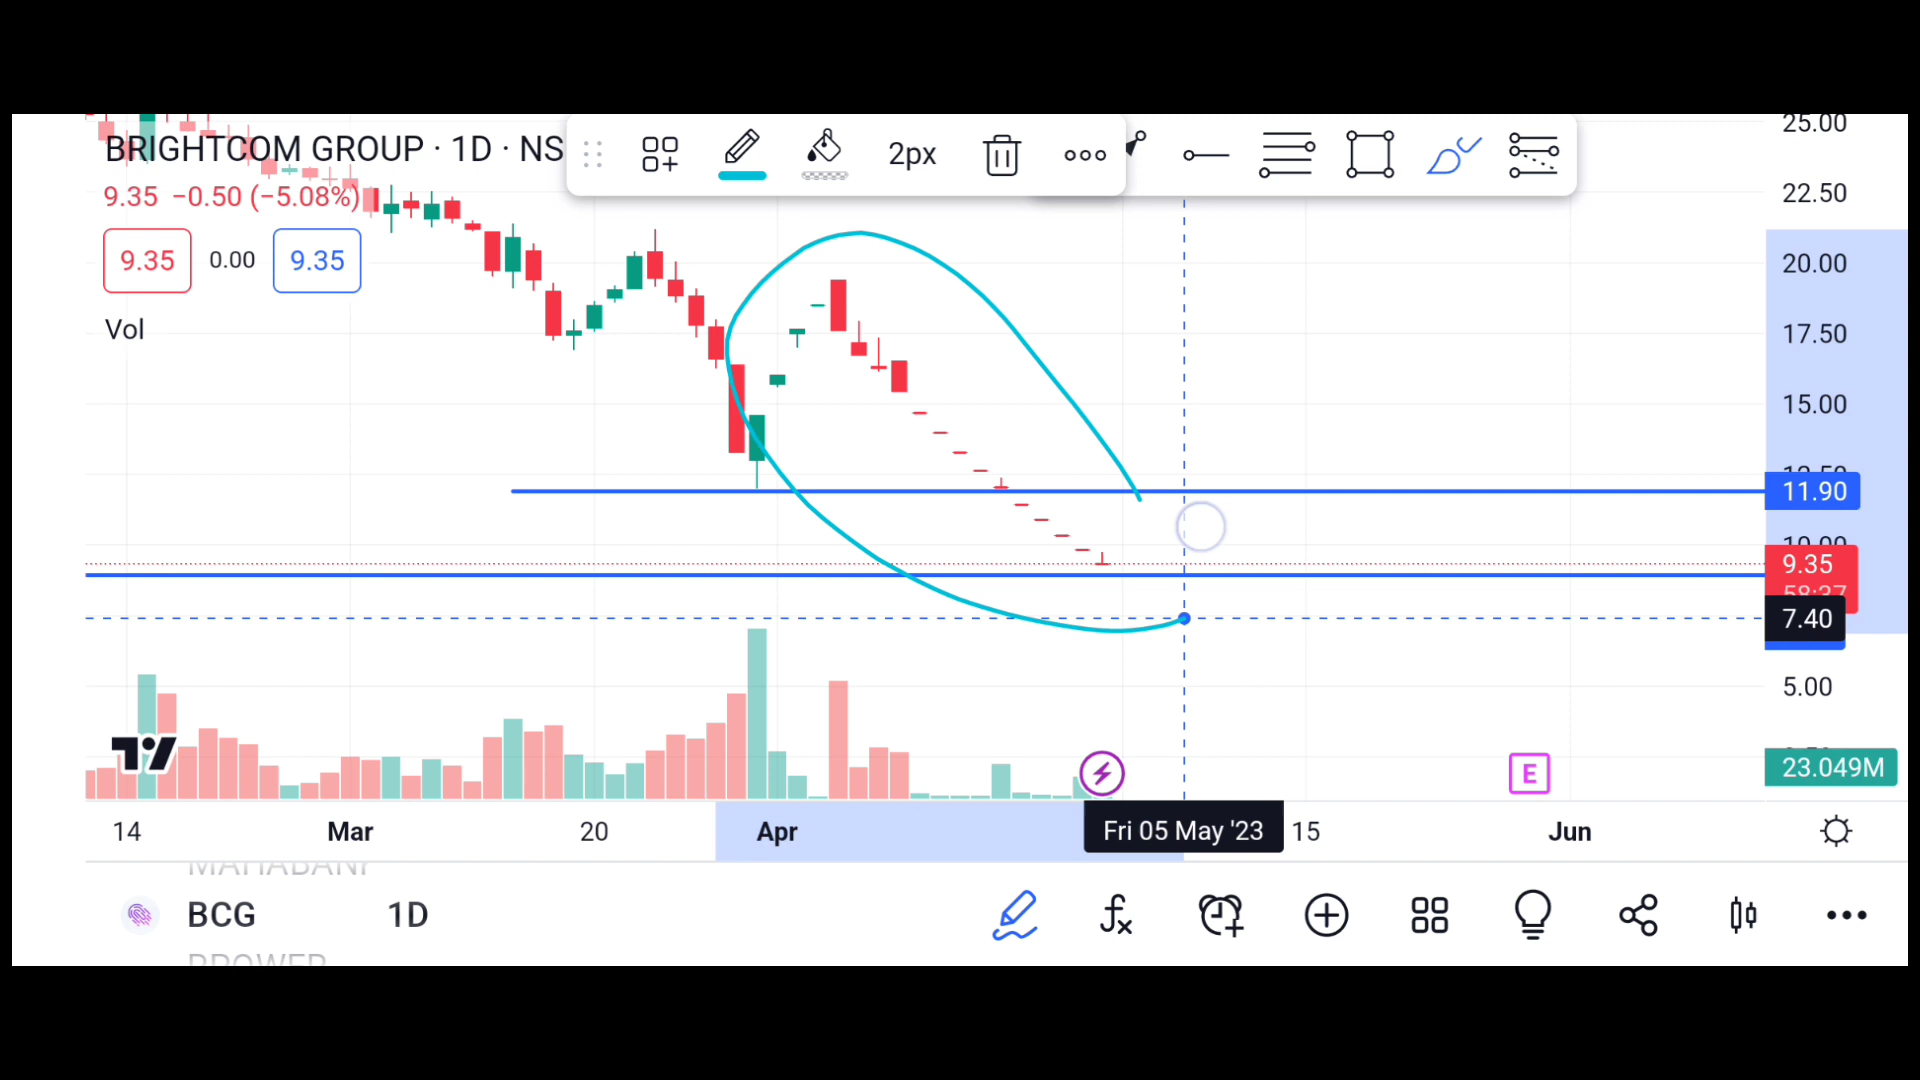 BRIGHTCOM GROUP · 1D · NS
2px
9.35 −0.50 (−5.08%)
9.35 0.00 9.35
Vol
25.00
22.50
20.00
17.50
15.00
11.90
9.35
7.40
5.00
23.049M
E
14 Mar 20 Apr Fri 05 May '23 15 Jun
BCG 1D